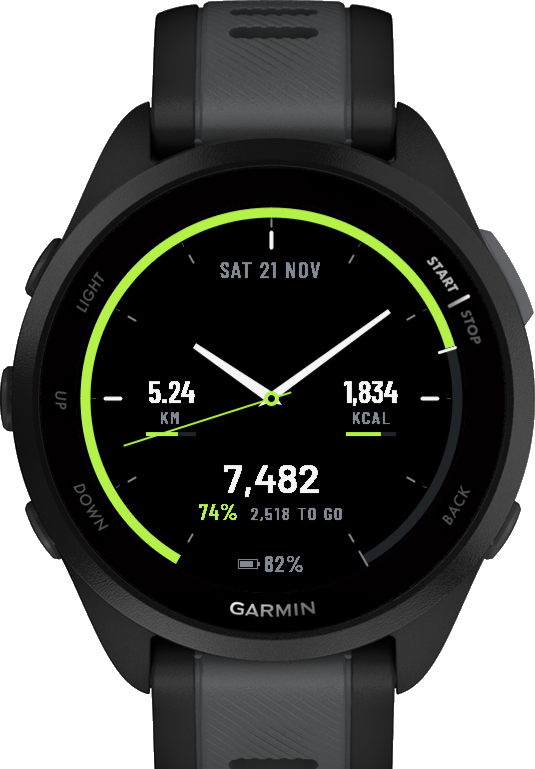 SAT 21 NOV
START
STOP
LIGHT
5.24
KM
1,834
KCAL
UP
7,482
74% 2,518 TO GO
DOWN
BACK
82%
GARMIN